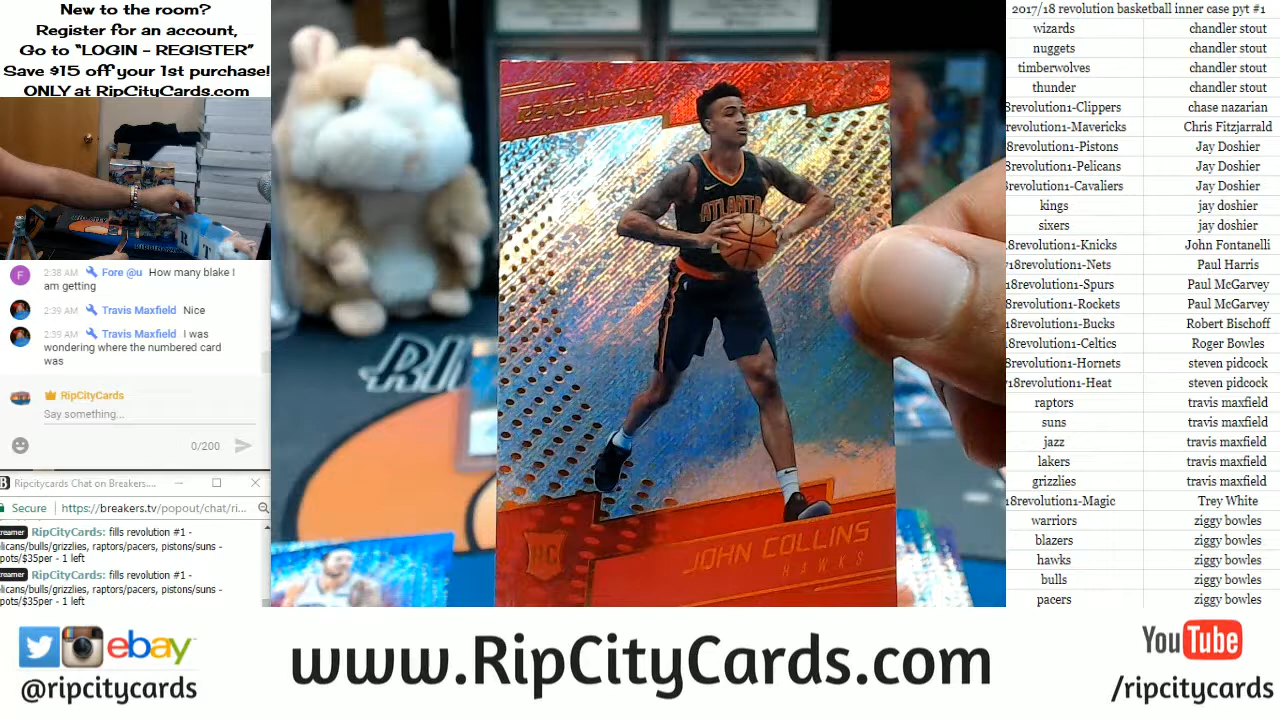 New to the room?
Register for an account,
Go to “LOGIN - REGISTER”
Save $15 off your 1st purchase!
ONLY at RipCityCards.com
F 2:38 AM Fore @u How many blake I
am getting
2:39 AM Travis Maxfield Nice
2:39 AM Travis Maxfield I was
wondering where the numbered card
was
RipCityCards
Say something...
0/200
Ripcitycards Chat on Breakers....
Secure https://breakers.tv/popout/chat/ri...
reamer RipCityCards: fills revolution #1 -
licans/bulls/grizzlies, raptors/pacers, pistons/suns -
pots/$35per - 1 left
reamer RipCityCards: fills revolution #1 -
licans/bulls/grizzlies, raptors/pacers, pistons/suns -
pots/$35per - 1 left
REVOLUTION
ATLANTA
RC
JOHN COLLINS
HAWKS
2017/18 revolution basketball inner case pyt #1
wizards chandler stout
nuggets chandler stout
timberwolves chandler stout
thunder chandler stout
8revolution1-Clippers chase nazarian
revolution1-Mavericks Chris Fitzjarrald
18revolution1-Pistons Jay Doshier
18revolution1-Pelicans Jay Doshier
8revolution1-Cavaliers Jay Doshier
kings jay doshier
sixers jay doshier
18revolution1-Knicks John Fontanelli
718revolution1-Nets Paul Harris
18revolution1-Spurs Paul McGarvey
18revolution1-Rockets Paul McGarvey
18revolution1-Bucks Robert Bischoff
18revolution1-Celtics Roger Bowles
8revolution1-Hornets steven pidcock
718revolution1-Heat steven pidcock
raptors travis maxfield
suns travis maxfield
jazz travis maxfield
lakers travis maxfield
grizzlies travis maxfield
18revolution1-Magic Trey White
warriors ziggy bowles
blazers ziggy bowles
hawks ziggy bowles
bulls ziggy bowles
pacers ziggy bowles
ebay
@ripcitycards
www.RipCityCards.com
YouTube
/ripcitycards